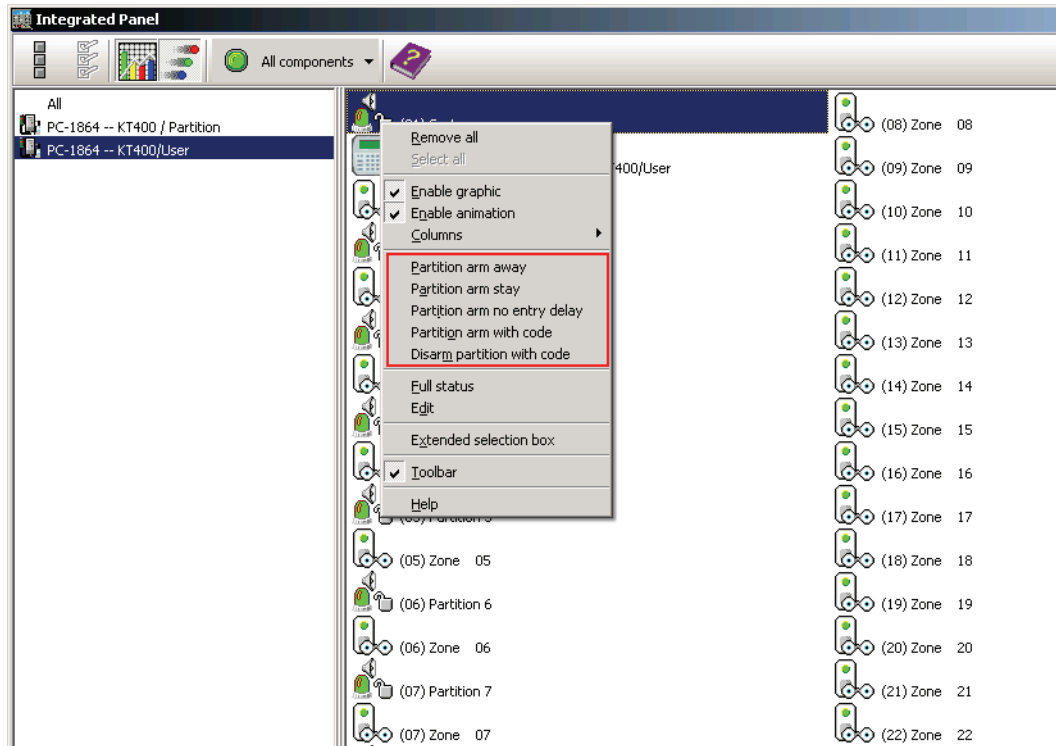 Integrated Panel
All components
All
PC-1864 -- KT400 / Partition
PC-1864 -- KT400/User
Remove all
Select all
Enable graphic
Enable animation
Columns
Partition arm away
Partition arm stay
Partition arm no entry delay
Partition arm with code
Disarm partition with code
Full status
Edit
Extended selection box
Toolbar
Help
400/User
(05) Zone 05
(06) Partition 6
(06) Zone 06
(07) Partition 7
(07) Zone 07
(08) Zone 08
(09) Zone 09
(10) Zone 10
(11) Zone 11
(12) Zone 12
(13) Zone 13
(14) Zone 14
(15) Zone 15
(16) Zone 16
(17) Zone 17
(18) Zone 18
(19) Zone 19
(20) Zone 20
(21) Zone 21
(22) Zone 22